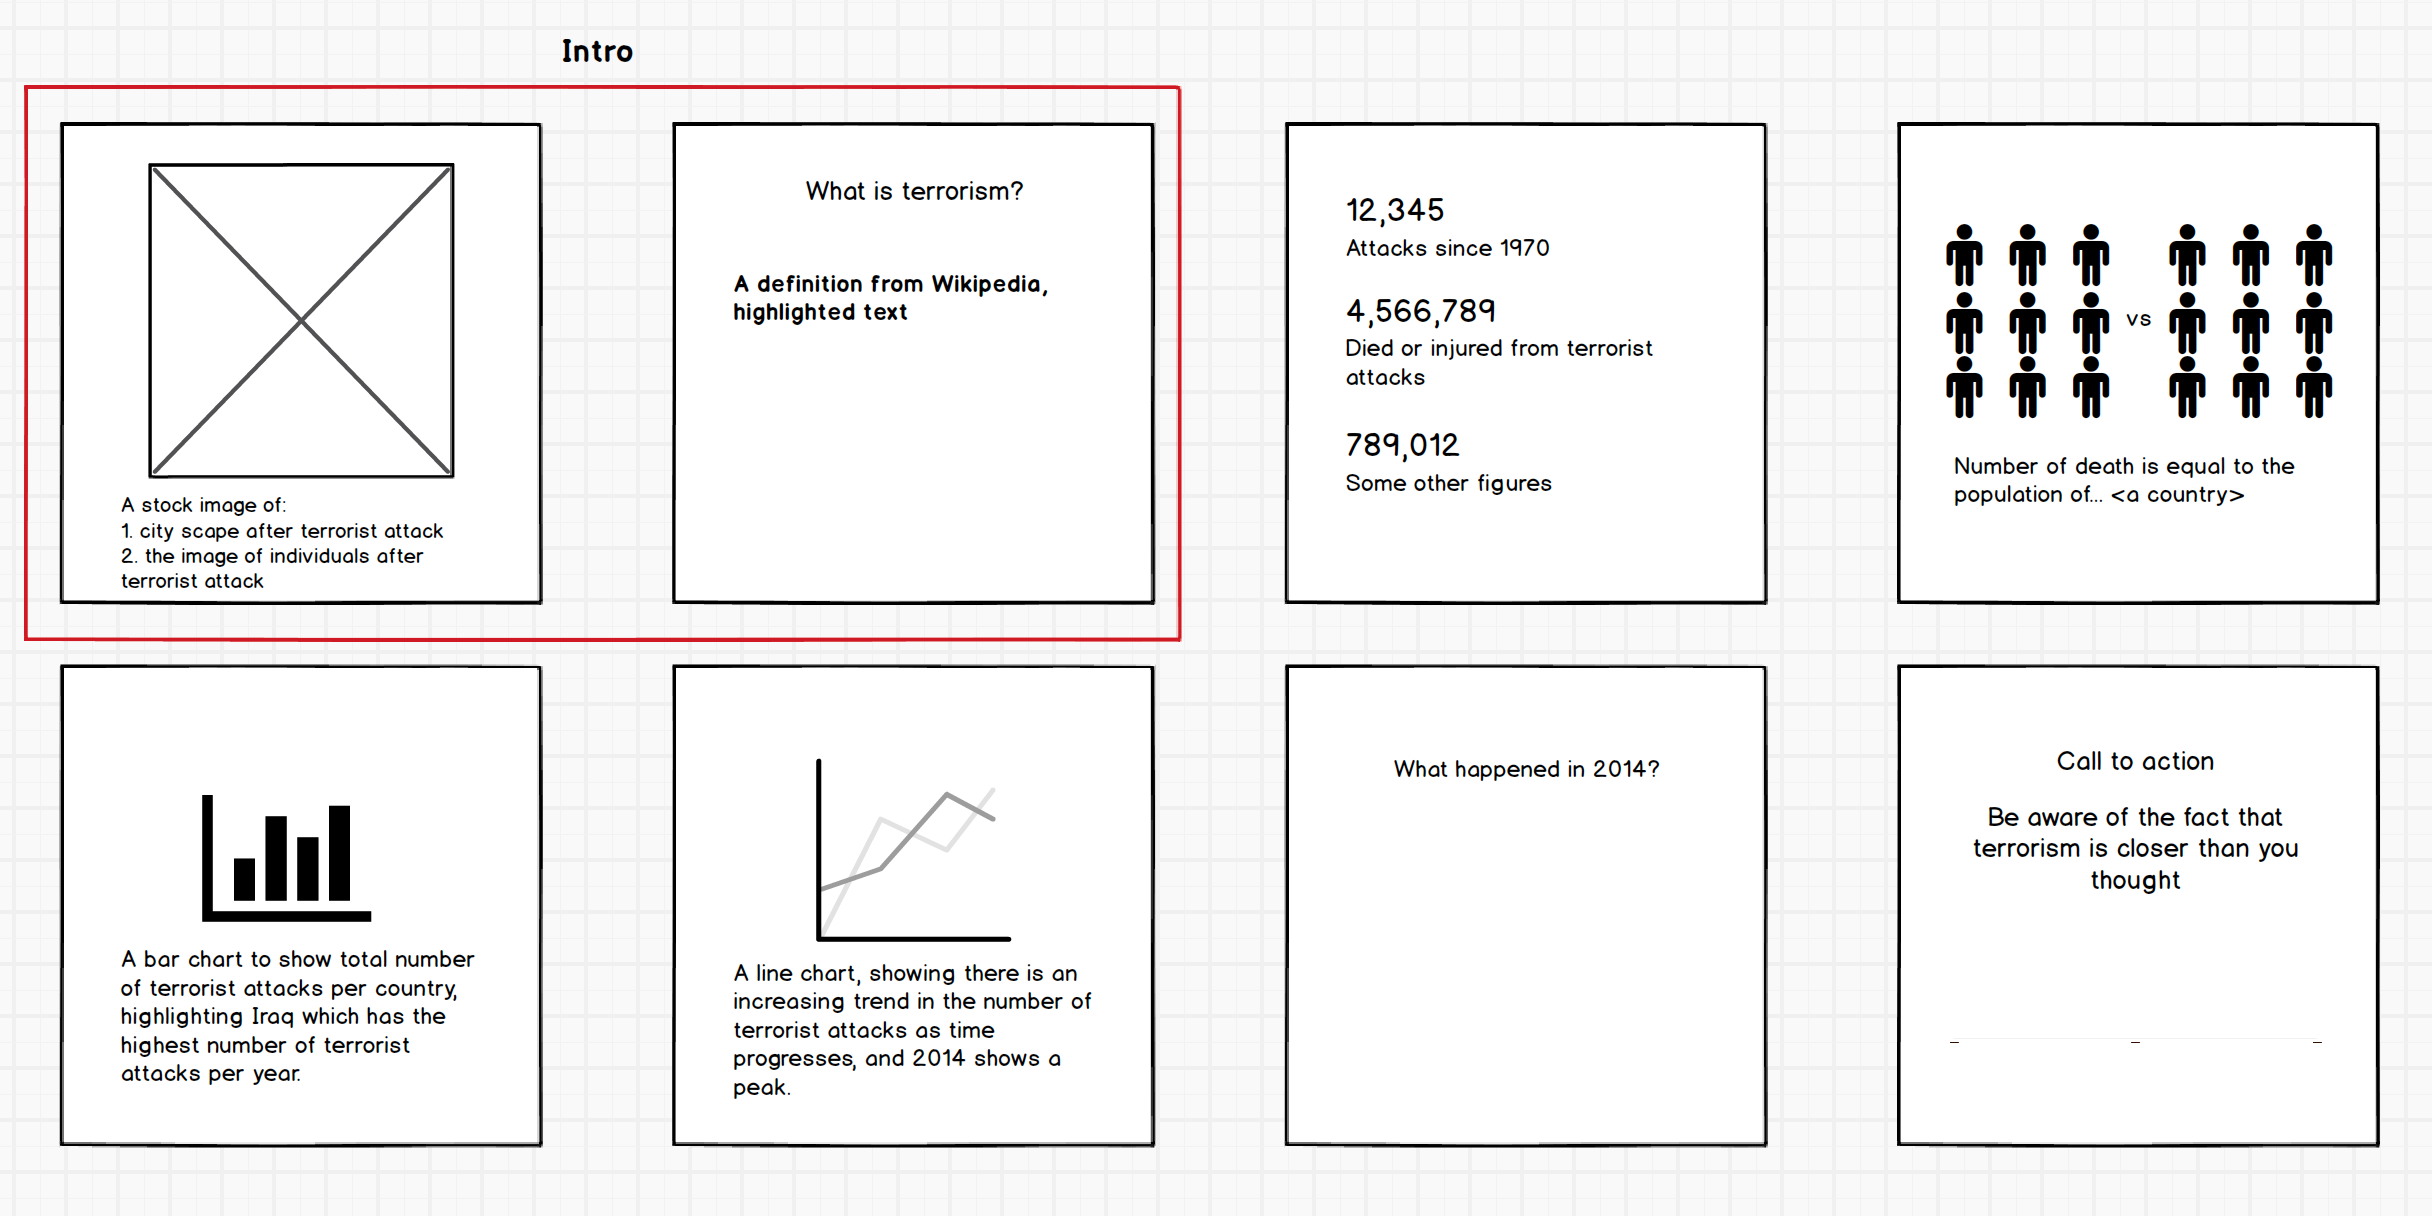 Intro
A stock image of:
1. city scape after terrorist attack
2. the image of individuals after
terrorist attack
What is terrorism?
A definition from Wikipedia,
highlighted text
12,345
Attacks since 1970
4,566,789
Died or injured from terrorist
attacks
789,012
Some other figures
vs
Number of death is equal to the
population of... <a country>
A bar chart to show total number
of terrorist attacks per country,
highlighting Iraq which has the
highest number of terrorist
attacks per year.
A line chart, showing there is an
increasing trend in the number of
terrorist attacks as time
progresses, and 2014 shows a
peak.
What happened in 2014?
Call to action
Be aware of the fact that
terrorism is closer than you
thought